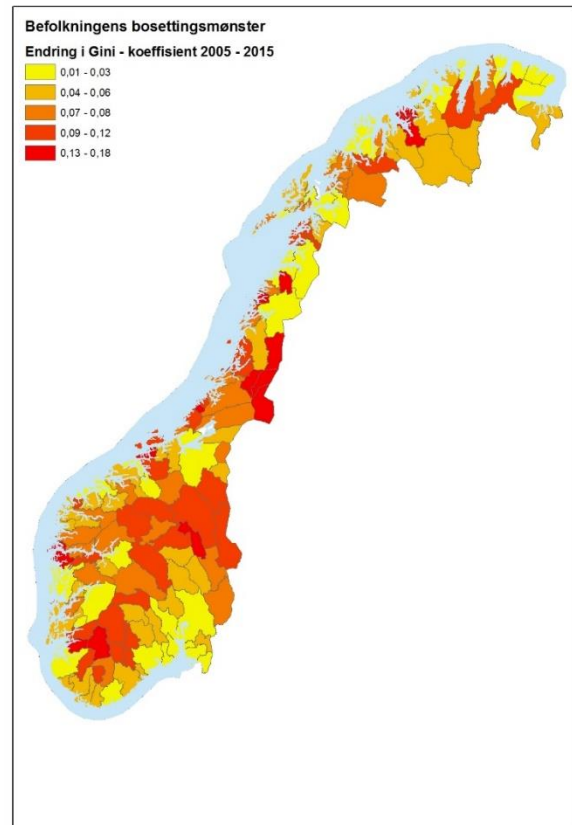 Befolkningens bosettingsmønster
Endring i Gini - koeffisient 2005 - 2015
0,01 - 0,03
0,04 - 0,06
0,07 - 0,08
0,09 - 0,12
0,13 - 0,18